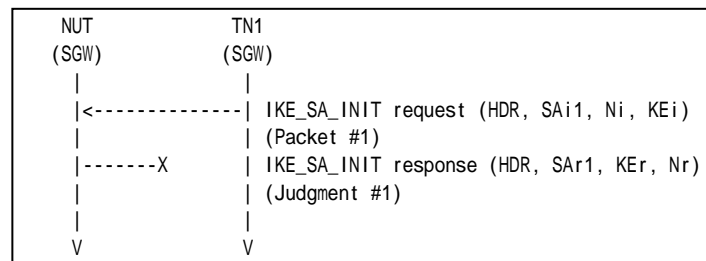 NUT TN1
(SGW) (SGW)
| |
|<--------------| IKE_SA_INIT request (HDR, SAi1, Ni, KEi)
| | (Packet #1)
|-------X | IKE_SA_INIT response (HDR, SAr1, KEr, Nr)
| | (Judgment #1)
| |
V V